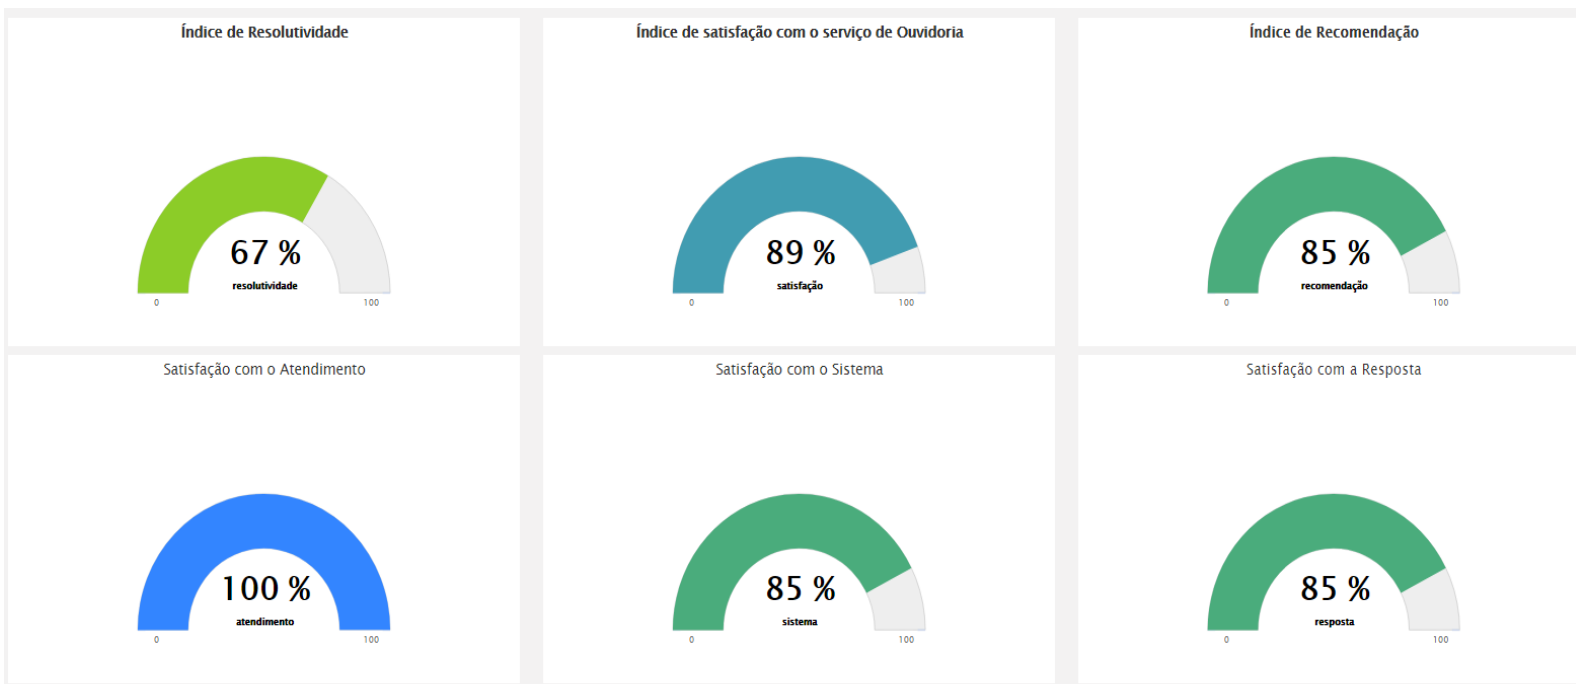 Índice de Resolutividade
67 %
resolutividade
0
100
Índice de satisfação com o serviço de Ouvidoria
89 %
satisfação
0
100
Índice de Recomendação
85 %
recomendação
0
100
Satisfação com o Atendimento
100 %
atendimento
0
100
Satisfação com o Sistema
85 %
sistema
0
100
Satisfação com a Resposta
85 %
resposta
0
100